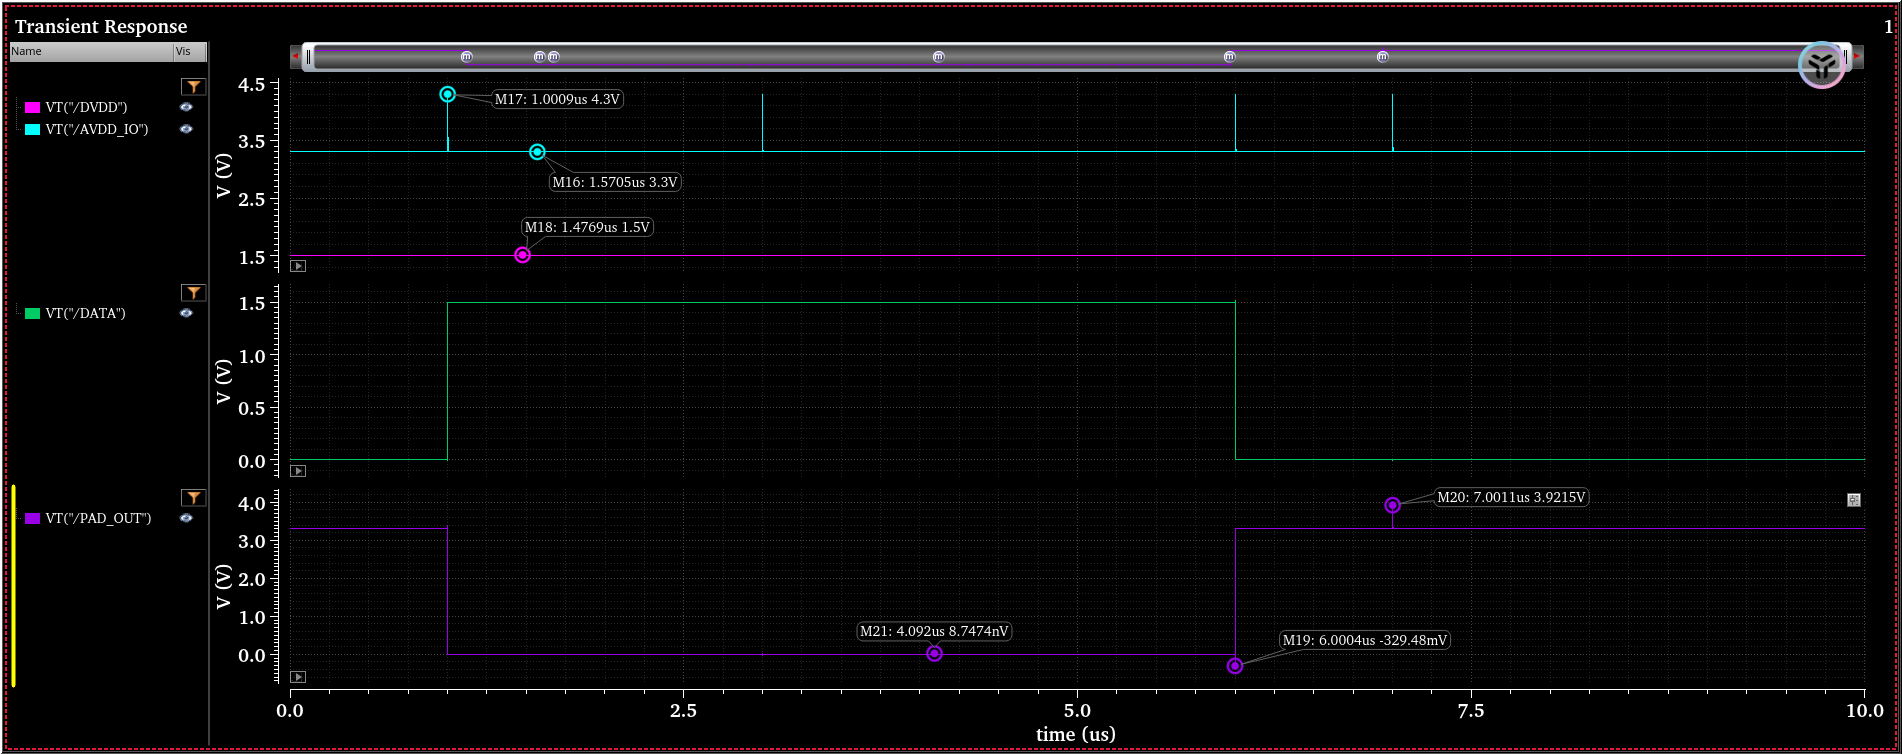 Transient Response
1
Name Vis
VT("/DVDD")
VT("/AVDD_IO")
4.5
3.5
2.5
1.5
V (V)
M17: 1.0009us 4.3V
M16: 1.5705us 3.3V
M18: 1.4769us 1.5V
VT("/DATA")
1.5
1.0
0.5
0.0
V (V)
VT("/PAD_OUT")
4.0
3.0
2.0
1.0
0.0
V (V)
M20: 7.0011us 3.9215V
M21: 4.092us 8.7474nV
M19: 6.0004us -329.48mV
0.0 2.5 5.0 7.5 10.0
time (us)